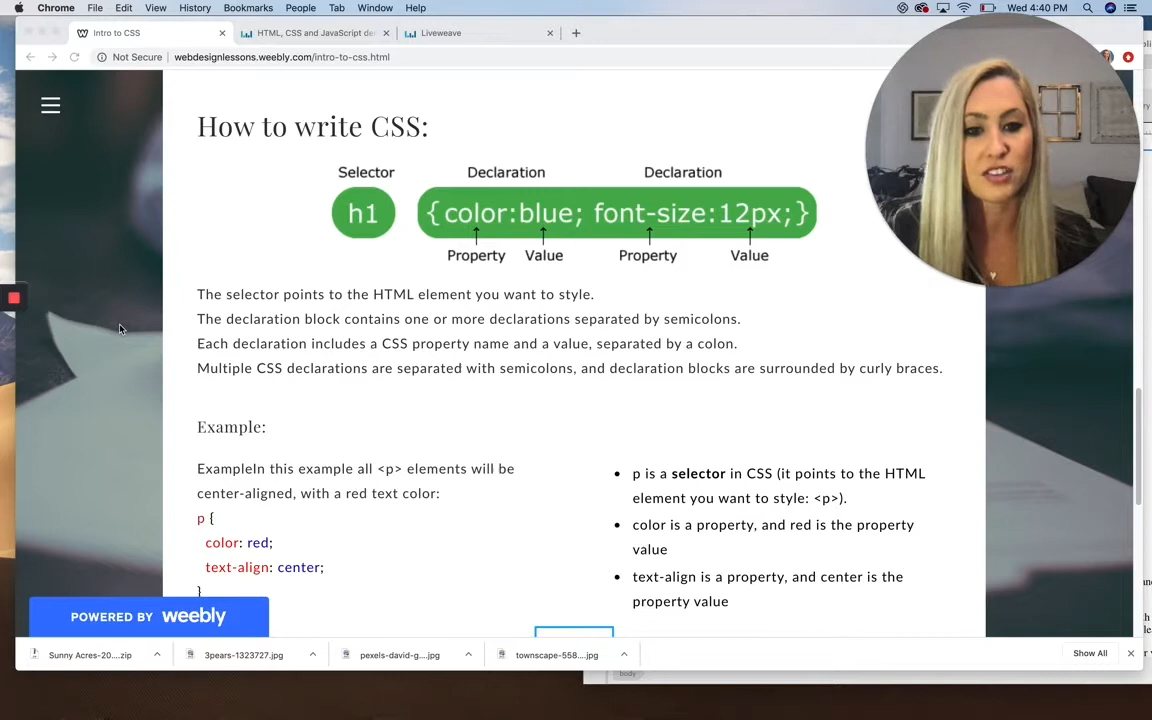 Chrome File Edit View History Bookmarks People Tab Window Help Wed 4:40 PM
Intro to CSS HTML, CSS and JavaScript de Liveweave
Not Secure webdesignlessons.weebly.com/intro-to-css.html
How to write CSS:
Selector Declaration Declaration
h1 {color:blue; font-size:12px;}
Property Value Property Value
The selector points to the HTML element you want to style.
The declaration block contains one or more declarations separated by semicolons.
Each declaration includes a CSS property name and a value, separated by a colon.
Multiple CSS declarations are separated with semicolons, and declaration blocks are surrounded by curly braces.
Example:
ExampleIn this example all <p> elements will be
center-aligned, with a red text color:
p {
color: red;
text-align: center;
}
• p is a selector in CSS (it points to the HTML
element you want to style: <p>).
• color is a property, and red is the property
value
• text-align is a property, and center is the
property value
POWERED BY weebly
Sunny Acres-20....zip 3pears-1323727.jpg pexels-david-g....jpg townscape-558....jpg Show All
body